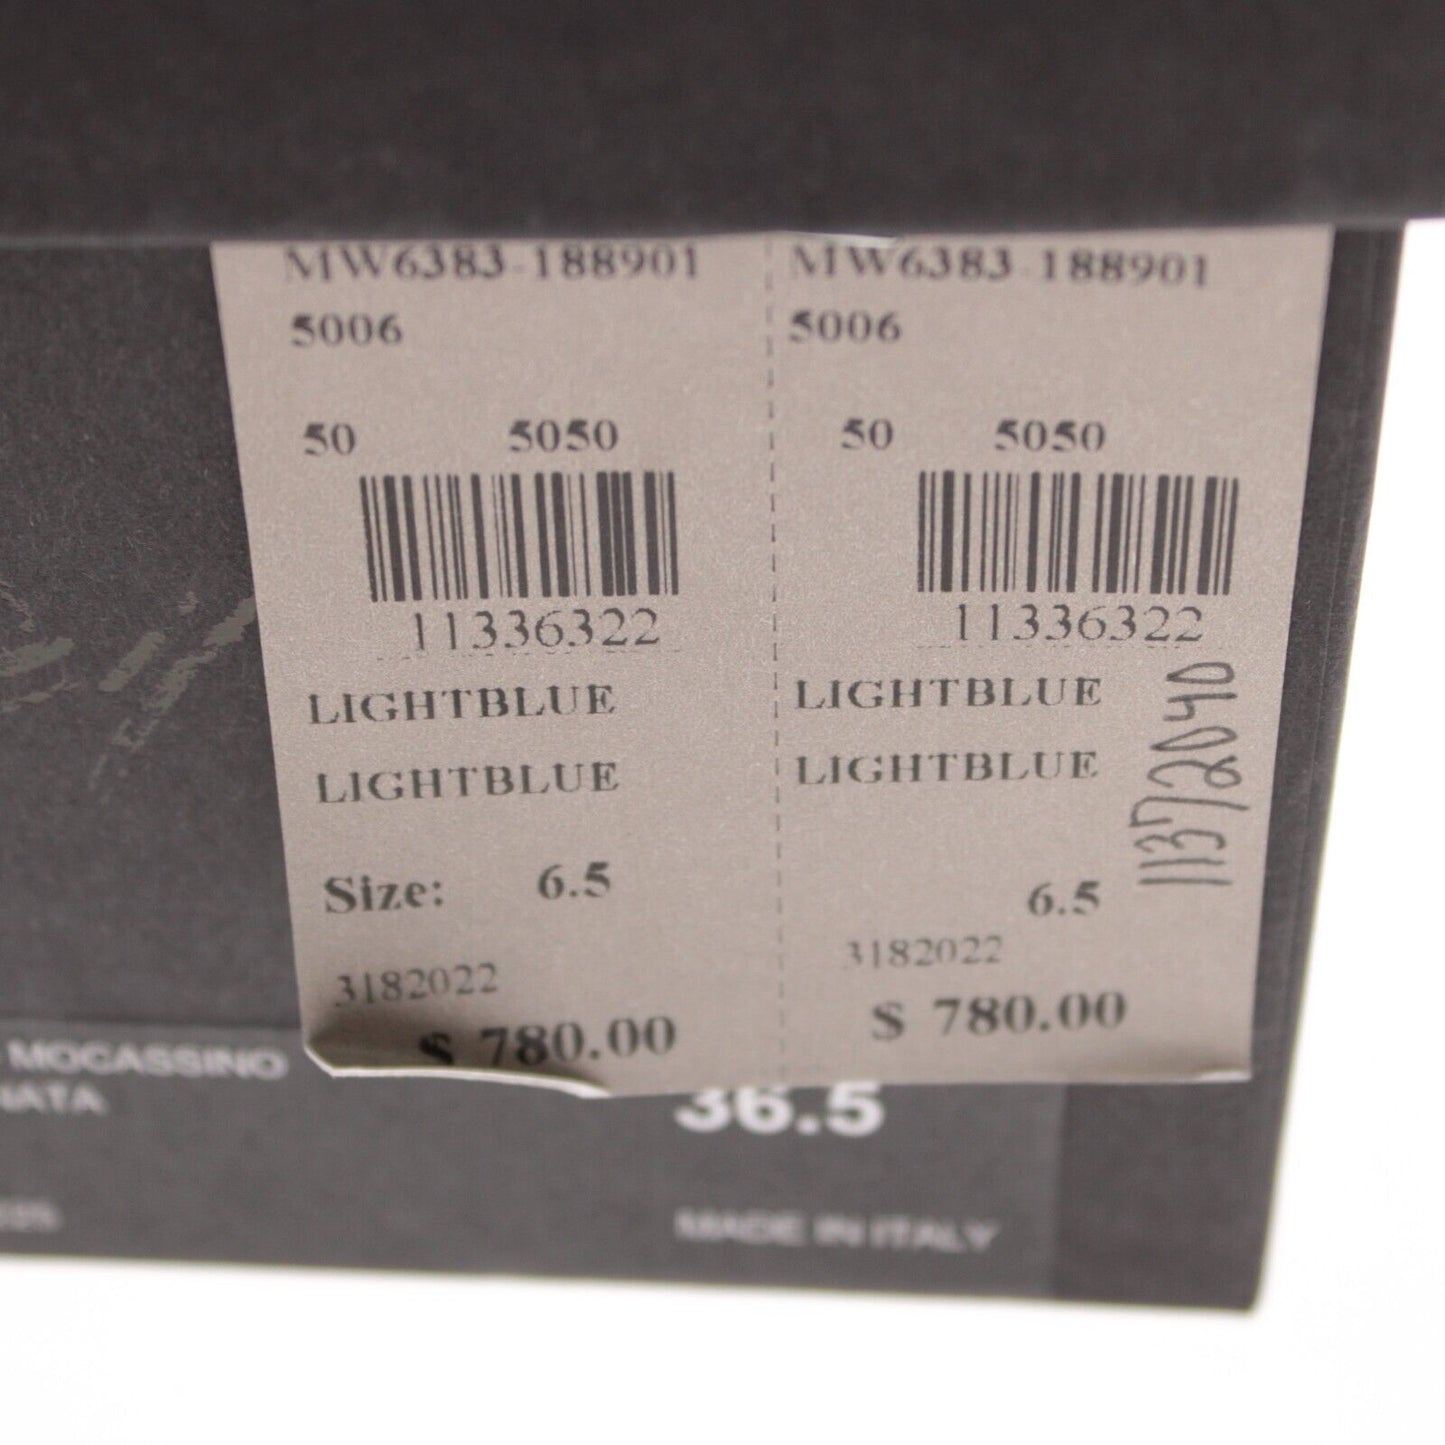 MW6383-188901
5006
50 5050
11336322
LIGHTBLUE
LIGHTBLUE
Size: 6.5
3182022
$ 780.00
MW6383-188901
5006
50 5050
11336322
LIGHTBLUE
LIGHTBLUE
6.5
3182022
$ 780.00
11372040
MOCASSINO
36.5
MADE IN ITALY